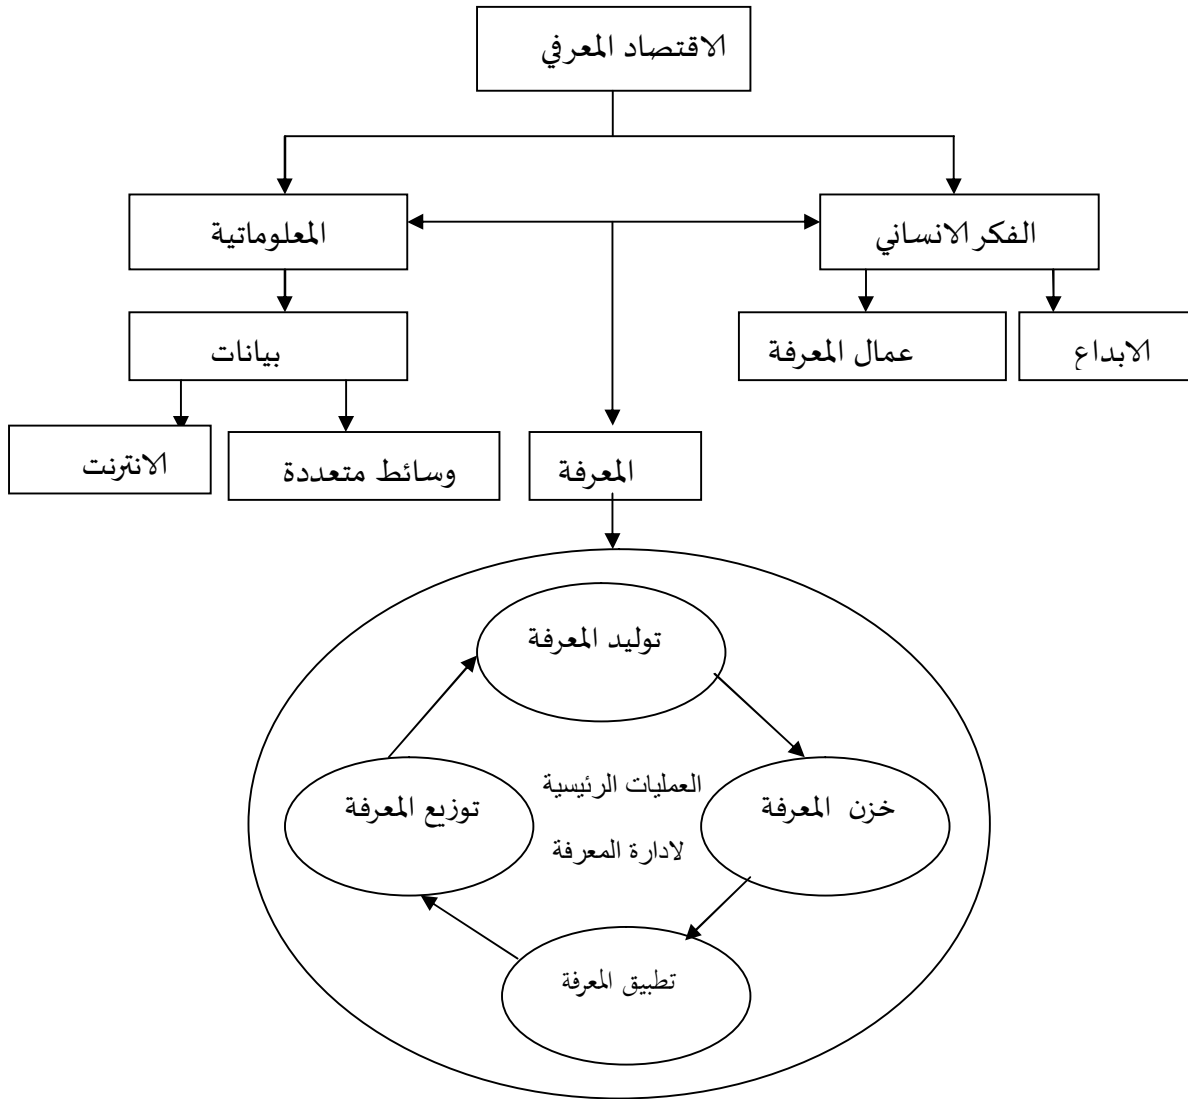 الاقتصاد المعرفي
الفكر الانساني
المعلوماتية
الابداع
عمال المعرفة
بيانات
المعرفة
وسائط متعددة
الانترنت
توليد المعرفة
خزن المعرفة
العمليات الرئيسية
لادارة المعرفة
توزيع المعرفة
تطبيق المعرفة